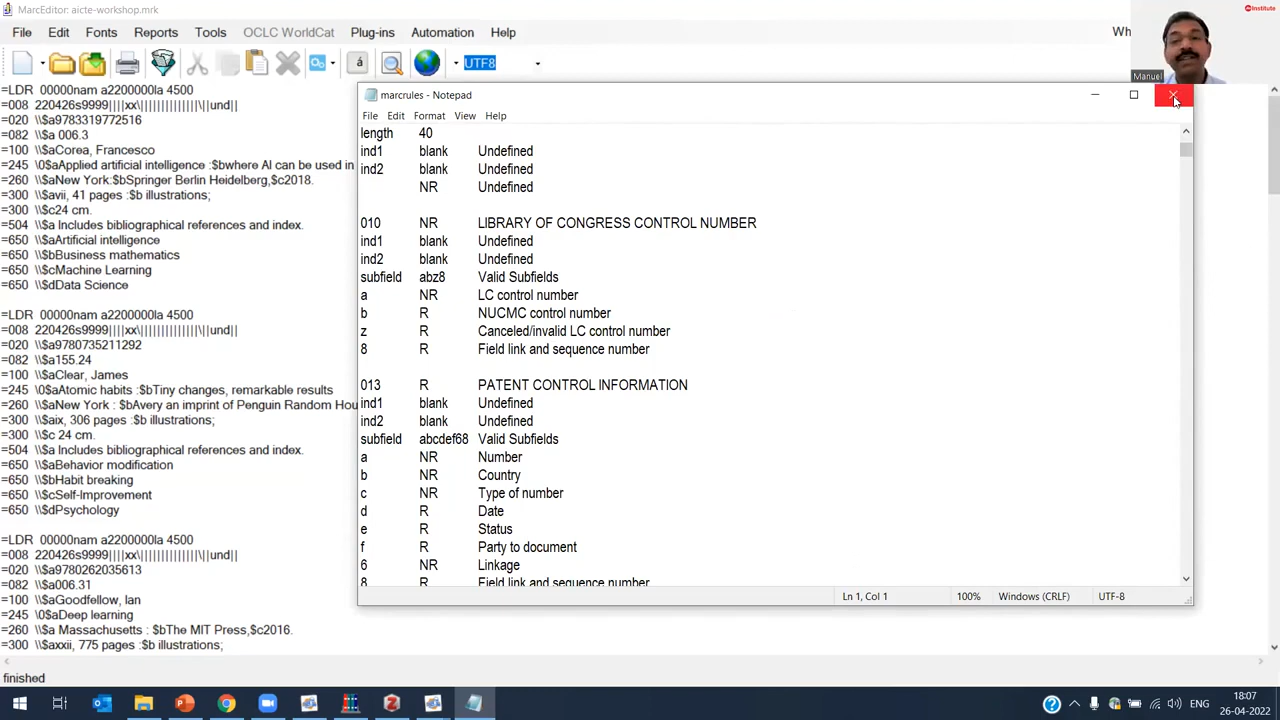 MarcEditor: aicte-workshop.mrk
File Edit Fonts Reports Tools OCLC WorldCat Plug-ins Automation Help
Wh
Institute
Manuel
á UTF8
=LDR 00000nam a2200000Ia 4500
=008 220426s9999||||xx\||||||||||||||\||und||
=020 \\$a9783319772516
=082 \\$a 006.3
=100 \\$aCorea, Francesco
=245 \0$aApplied artificial intelligence :$bwhere AI can be used in
=260 \\$aNew York:$bSpringer Berlin Heidelberg,$c2018.
=300 \\$avii, 41 pages :$b illustrations;
=300 \\$c24 cm.
=504 \\$a Includes bibliographical references and index.
=650 \\$aArtificial intelligence
=650 \\$bBusiness mathematics
=650 \\$cMachine Learning
=650 \\$dData Science
=LDR 00000nam a2200000Ia 4500
=008 220426s9999||||xx\||||||||||||||\||und||
=020 \\$a9780735211292
=082 \\$a155.24
=100 \\$aClear, James
=245 \0$aAtomic habits :$bTiny changes, remarkable results
=260 \\$aNew York : $bAvery an imprint of Penguin Random Hou
=300 \\$aix, 306 pages :$b illustrations;
=300 \\$c 24 cm.
=504 \\$a Includes bibliographical references and index.
=650 \\$aBehavior modification
=650 \\$bHabit breaking
=650 \\$cSelf-Improvement
=650 \\$dPsychology
=LDR 00000nam a2200000Ia 4500
=008 220426s9999||||xx\||||||||||||||\||und||
=020 \\$a9780262035613
=082 \\$a006.31
=100 \\$aGoodfellow, Ian
=245 \0$aDeep learning
=260 \\$a Massachusetts : $bThe MIT Press,$c2016.
=300 \\$axxii, 775 pages :$b illustrations;
finished
marcrules - Notepad
File Edit Format View Help
length 40
ind1 blank Undefined
ind2 blank Undefined
NR Undefined
010 NR LIBRARY OF CONGRESS CONTROL NUMBER
ind1 blank Undefined
ind2 blank Undefined
subfield abz8 Valid Subfields
a NR LC control number
b R NUCMC control number
z R Canceled/invalid LC control number
8 R Field link and sequence number
013 R PATENT CONTROL INFORMATION
ind1 blank Undefined
ind2 blank Undefined
subfield abcdef68 Valid Subfields
a NR Number
b NR Country
c NR Type of number
d R Date
e R Status
f R Party to document
6 NR Linkage
8 R Field link and sequence number
Ln 1, Col 1 100% Windows (CRLF) UTF-8
ENG
18:07
26-04-2022